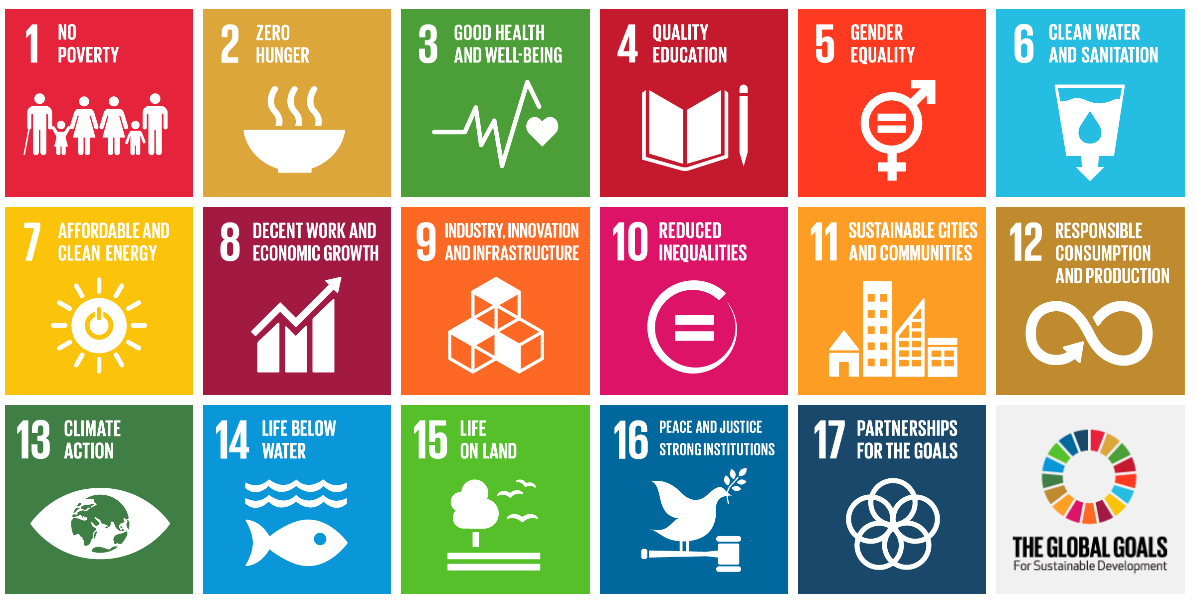 1 NO
POVERTY
2 ZERO
HUNGER
3 GOOD HEALTH
AND WELL-BEING
4 QUALITY
EDUCATION
5 GENDER
EQUALITY
6 CLEAN WATER
AND SANITATION
7 AFFORDABLE AND
CLEAN ENERGY
8 DECENT WORK AND
ECONOMIC GROWTH
9 INDUSTRY, INNOVATION
AND INFRASTRUCTURE
10 REDUCED
INEQUALITIES
11 SUSTAINABLE CITIES
AND COMMUNITIES
12 RESPONSIBLE
CONSUMPTION
AND PRODUCTION
13 CLIMATE
ACTION
14 LIFE BELOW
WATER
15 LIFE
ON LAND
16 PEACE AND JUSTICE
STRONG INSTITUTIONS
17 PARTNERSHIPS
FOR THE GOALS
THE GLOBAL GOALS
For Sustainable Development